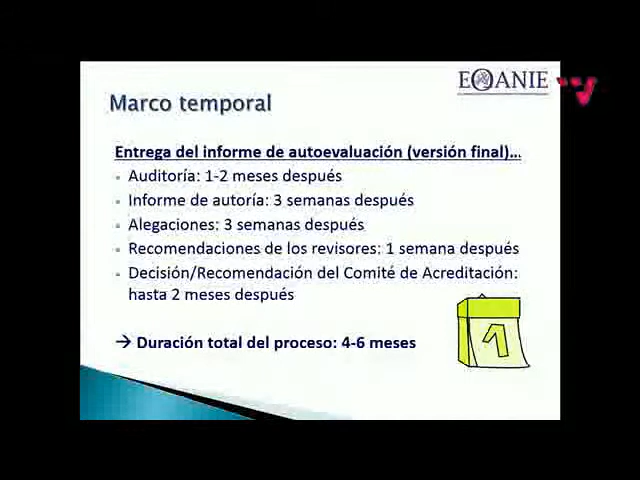 EQANIE
Marco temporal
Entrega del informe de autoevaluación (versión final)...
Auditoría: 1-2 meses después
Informe de autoría: 3 semanas después
Alegaciones: 3 semanas después
Recomendaciones de los revisores: 1 semana después
Decisión/Recomendación del Comité de Acreditación:
hasta 2 meses después
→ Duración total del proceso: 4-6 meses
1